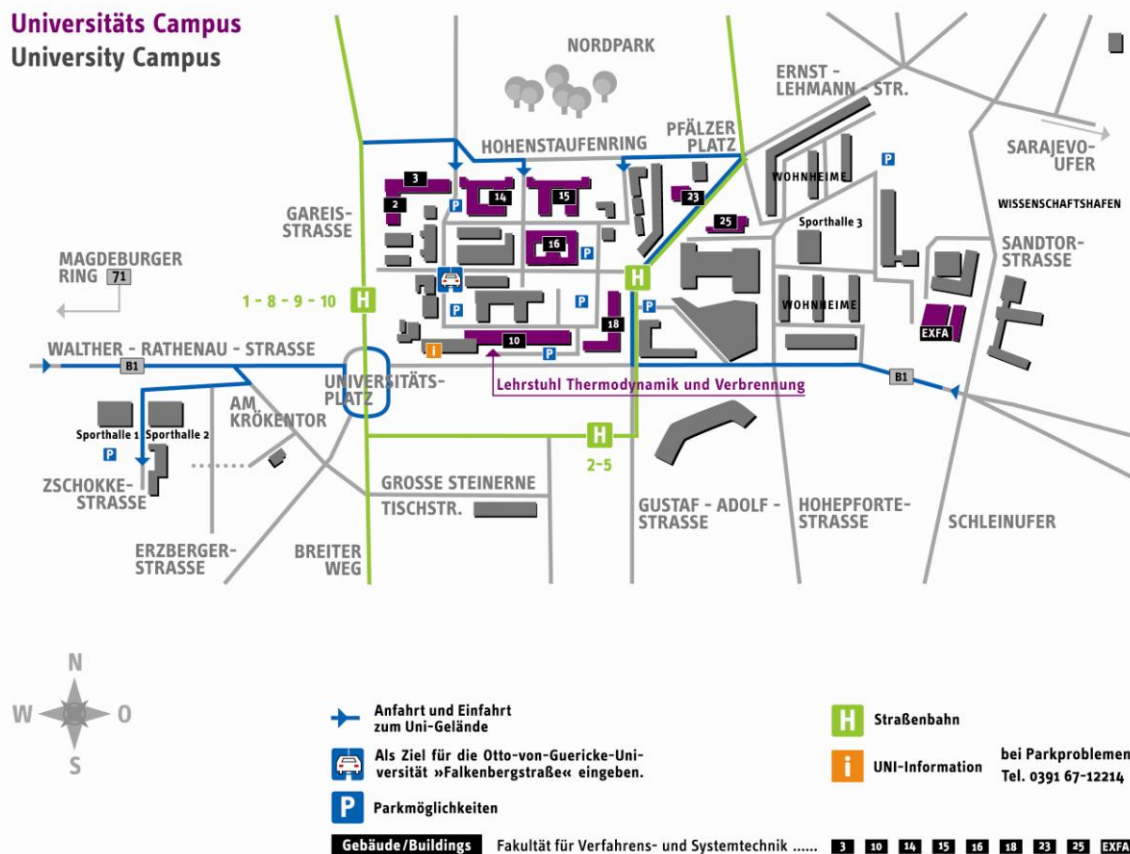 Universitäts Campus
University Campus
NORDPARK
ERNST -
LEHMANN - STR.
PFÄLZER
PLATZ
HOHENSTAUFENRING
SARAJEVO-
UFER
P
3
14
15
23
WOHNHEIME
WISSENSCHAFTSHAFEN
2
P
GAREIS-
STRASSE
25
Sporthalle 3
16
P
SANDTOR-
STRASSE
MAGDEBURGER
RING 71
H
1 - 8 - 9 - 10
H
P
P
P
18
WOHNHEIME
EXFA
WALTHER - RATHENAU - STRASSE
i
10
P
B1
UNIVERSITÄTS-
PLATZ
Lehrstuhl Thermodynamik und Verbrennung
B1
AM
KRÖKENTOR
Sporthalle 1
Sporthalle 2
P
H
2-5
ZSCHOKKE-
STRASSE
GROSSE STEINERNE
TISCHSTR.
GUSTAF - ADOLF -
STRASSE
HOHEPFORTE-
STRASSE
SCHLEINUFER
ERZBERGER-
STRASSE
BREITER
WEG
N
W O
S
Anfahrt und Einfahrt
zum Uni-Gelände
Als Ziel für die Otto-von-Guericke-Uni-
versität »Falkenbergstraße« eingeben.
P Parkmöglichkeiten
H Straßenbahn
i UNI-Information
bei Parkproblemen
Tel. 0391 67-12214
Gebäude/Buildings Fakultät für Verfahrens- und Systemtechnik ...... 3 10 14 15 16 18 23 25 EXFA